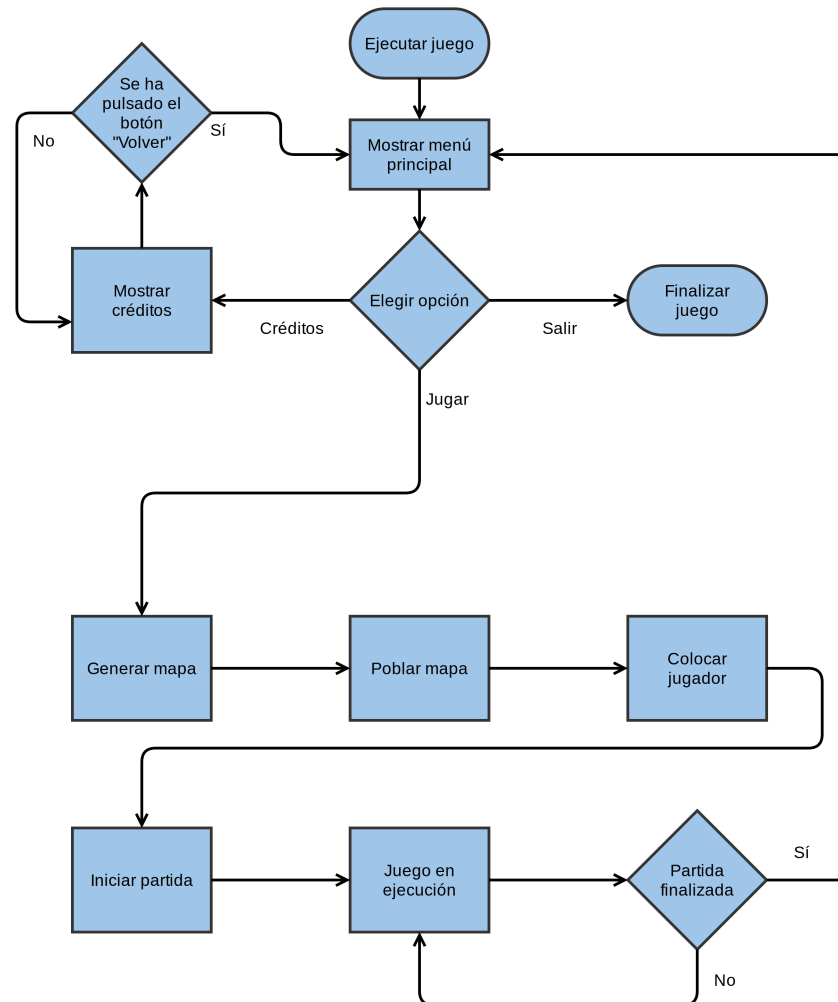 Ejecutar juego
Se ha
pulsado el
botón
"Volver"
No
Sí
Mostrar menú
principal
Mostrar
créditos
Elegir opción
Finalizar
juego
Créditos
Salir
Jugar
Generar mapa
Poblar mapa
Colocar
jugador
Iniciar partida
Juego en
ejecución
Partida
finalizada
Sí
No